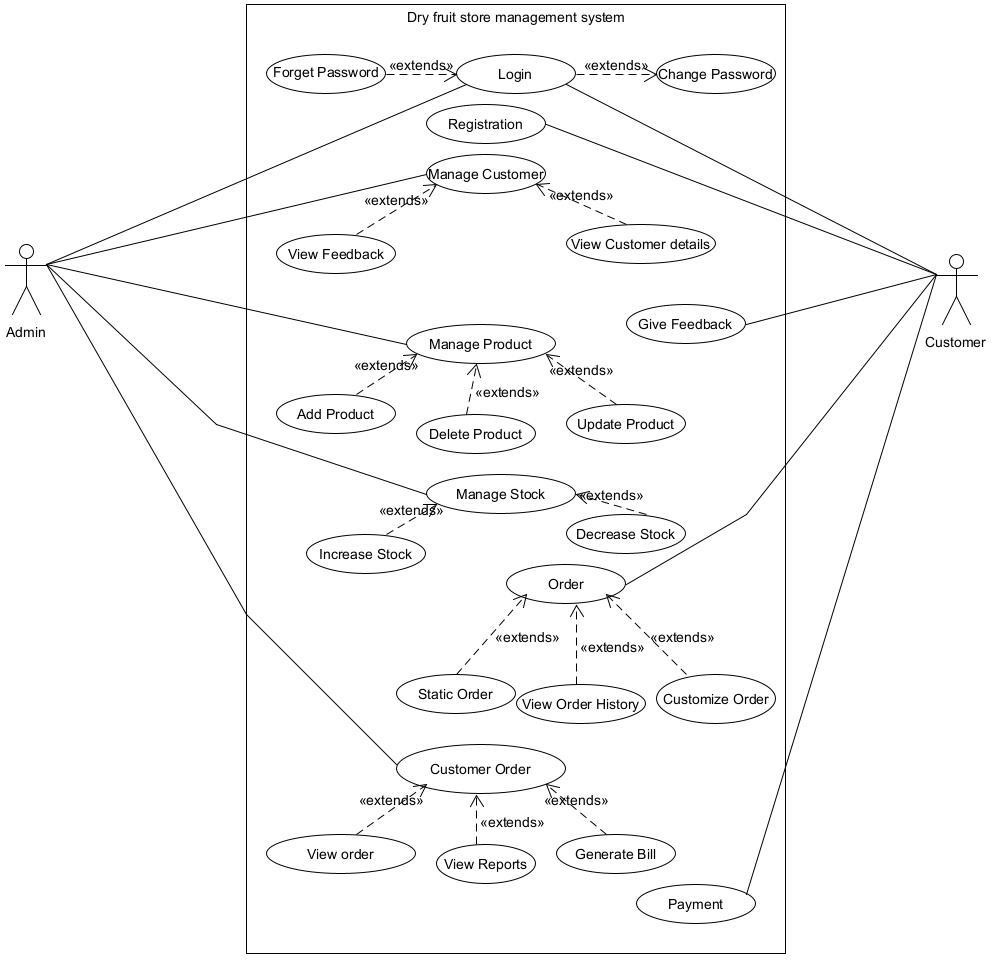 Dry fruit store management system
Forget Password
«extends»
Login
«extends»
Change Password
Registration
Manage Customer
«extends»
«extends»
View Feedback
View Customer details
Admin
Customer
Give Feedback
Manage Product
«extends»
«extends»
«extends»
Add Product
Delete Product
Update Product
Manage Stock
«extends»
«extends»
Increase Stock
Decrease Stock
Order
«extends»
«extends»
«extends»
Static Order
View Order History
Customize Order
Customer Order
«extends»
«extends»
«extends»
View order
View Reports
Generate Bill
Payment